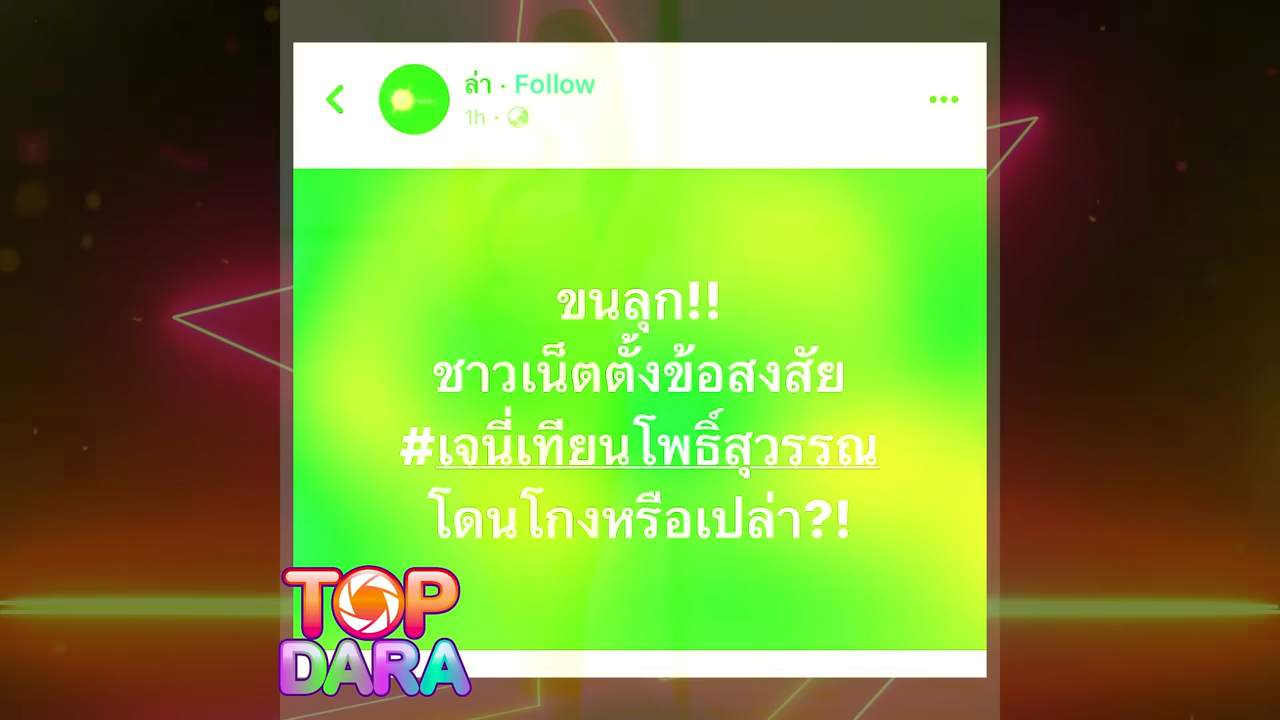 ล่า · Follow
1h ·
ขนลุก!!
ชาวเน็ตตั้งข้อสงสัย
#เจนี่เทียนโพธิ์สุวรรณ
โดนโกงหรือเปล่า?!
TOP
DARA